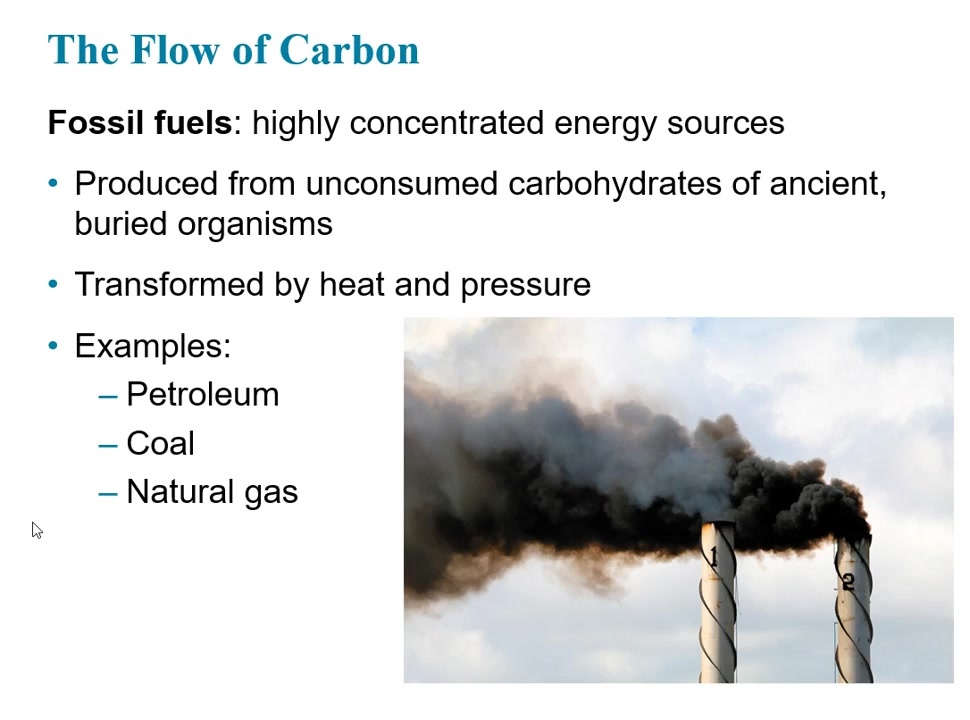 The Flow of Carbon
Fossil fuels: highly concentrated energy sources
• Produced from unconsumed carbohydrates of ancient,
buried organisms
• Transformed by heat and pressure
• Examples:
– Petroleum
– Coal
– Natural gas
1
2